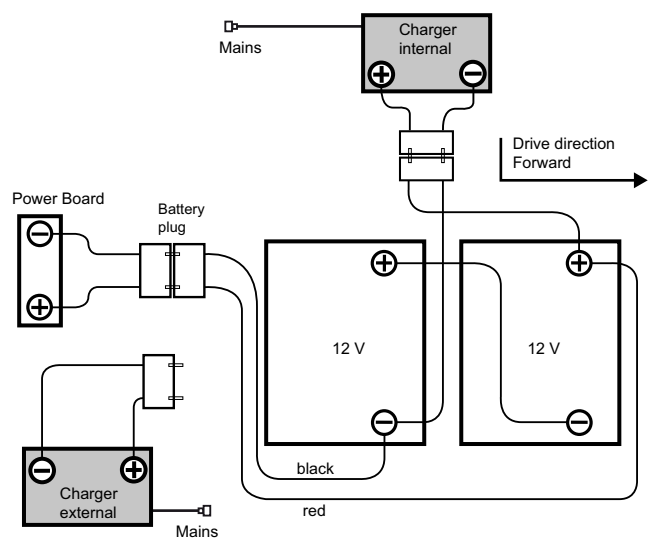 Charger
internal
Mains
Drive direction
Forward
Power Board
Battery
plug
12 V
12 V
black
red
Charger
external
Mains